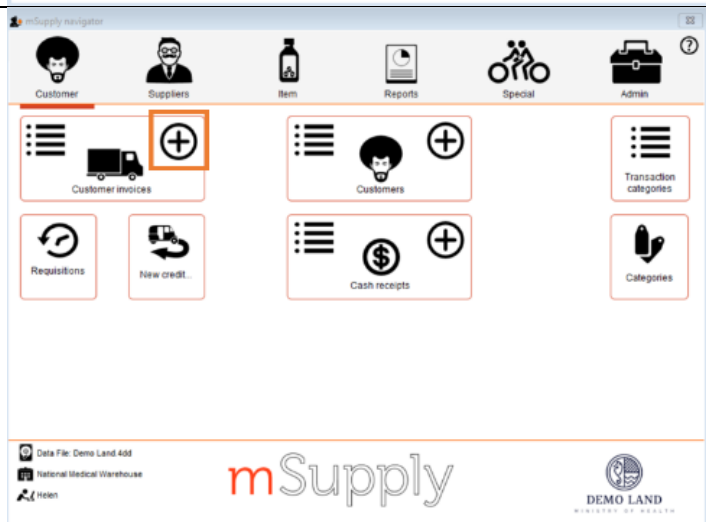 mSupply navigator
Customer
Suppliers
Item
Reports
Special
Admin
?
Customer invoices
Customers
Transaction
categories
Requisitions
New credit...
$
Cash receipts
Categories
Data File: Demo Land.4dd
National Medical Warehouse
Helen
mSupply
DEMO LAND
MINISTRY OF HEALTH